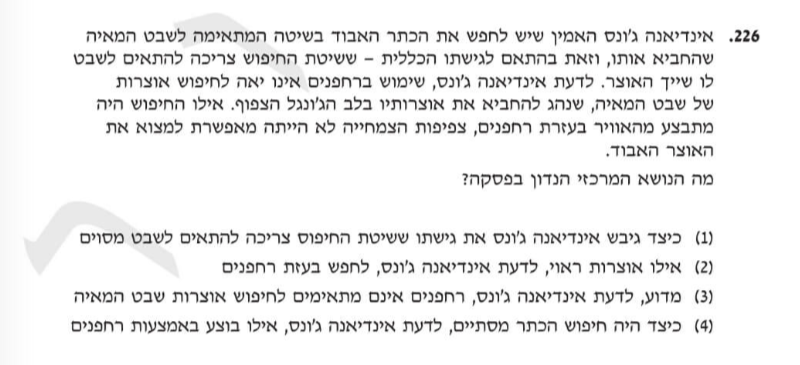 226. אינדיאנה ג'ונס האמין שיש לחפש את הכתר האבוד בשיטה המתאימה לשבט המאיה
שהחביא אותו, וזאת בהתאם לגישתו הכללית – ששיטת החיפוש צריכה להתאים לשבט
לו שייך האוצר. לדעת אינדיאנה ג'ונס, שימוש ברחפנים אינו יאה לחיפוש אוצרות
של שבט המאיה, שנהג להחביא את אוצרותיו בלב הג'ונגל הצפוף. אילו החיפוש היה
מתבצע מהאוויר בעזרת רחפנים, צפיפות הצמחייה לא הייתה מאפשרת למצוא את
האוצר האבוד.
מה הנושא המרכזי הנדון בפסקה?
(1) כיצד גיבש אינדיאנה ג'ונס את גישתו ששיטת החיפוס צריכה להתאים לשבט מסוים
(2) אילו אוצרות ראוי, לדעת אינדיאנה ג'ונס, לחפש בעזת רחפנים
(3) מדוע, לדעת אינדיאנה ג'ונס, רחפנים אינם מתאימים לחיפוש אוצרות שבט המאיה
(4) כיצד היה חיפוש הכתר מסתיים, לדעת אינדיאנה ג'ונס, אילו בוצע באמצעות רחפנים